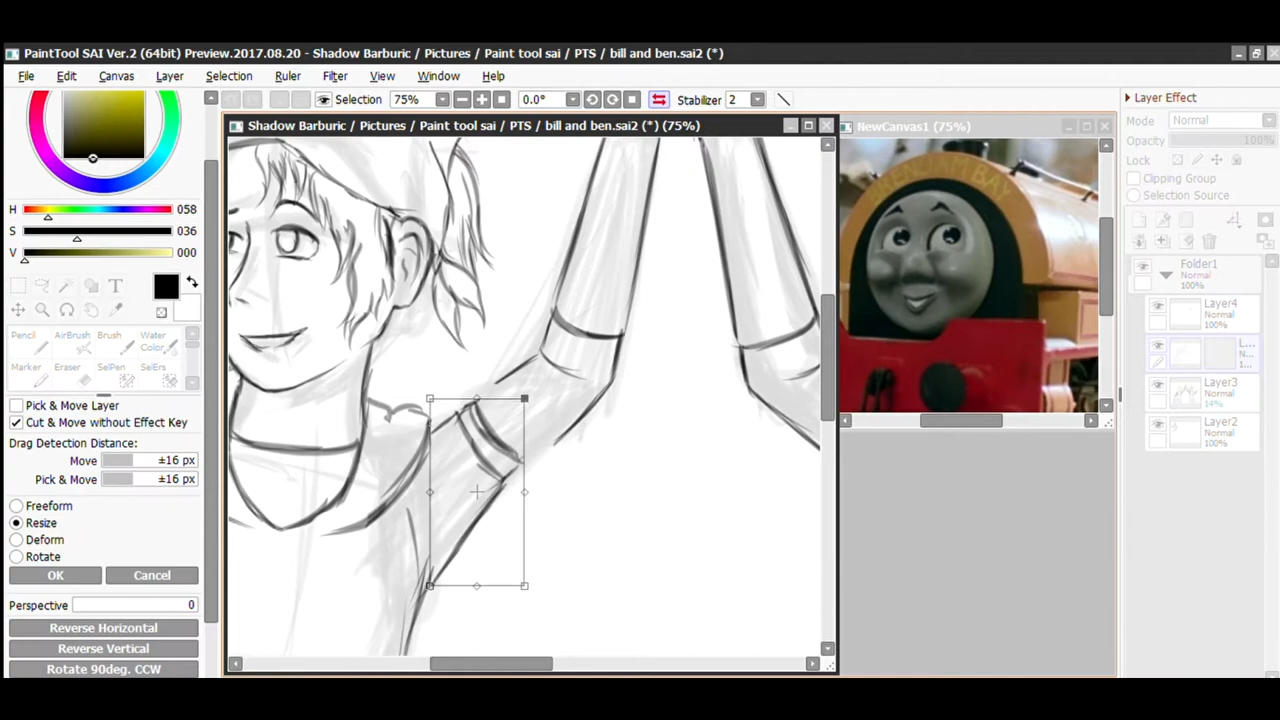 PaintTool SAI Ver.2 (64bit) Preview.2017.08.20 - Shadow Barburic / Pictures / Paint tool sai / PTS / bill and ben.sai2 (*)
File Edit Canvas Layer Selection Ruler Filter View Window Help
Selection 75% 0.0° Stabilizer 2
Shadow Barburic / Pictures / Paint tool sai / PTS / bill and ben.sai2 (*) (75%)
NewCanvas1 (75%)
H 058
S 036
V 000
T
Pencil AirBrush Brush Water Color
Marker Eraser SelPen SelErs
Pick & Move Layer
Cut & Move without Effect Key
Drag Detection Distance:
Move ±16 px
Pick & Move ±16 px
Freeform
Resize
Deform
Rotate
OK Cancel
Perspective 0
Reverse Horizontal
Reverse Vertical
Rotate 90deg. CCW
Layer Effect
Mode Normal
Opacity 100%
Lock
Clipping Group
Selection Source
Folder1
Normal
100%
Layer4
Normal
100%
L...
N...
1...
Layer3
Normal
14%
Layer2
Normal
100%